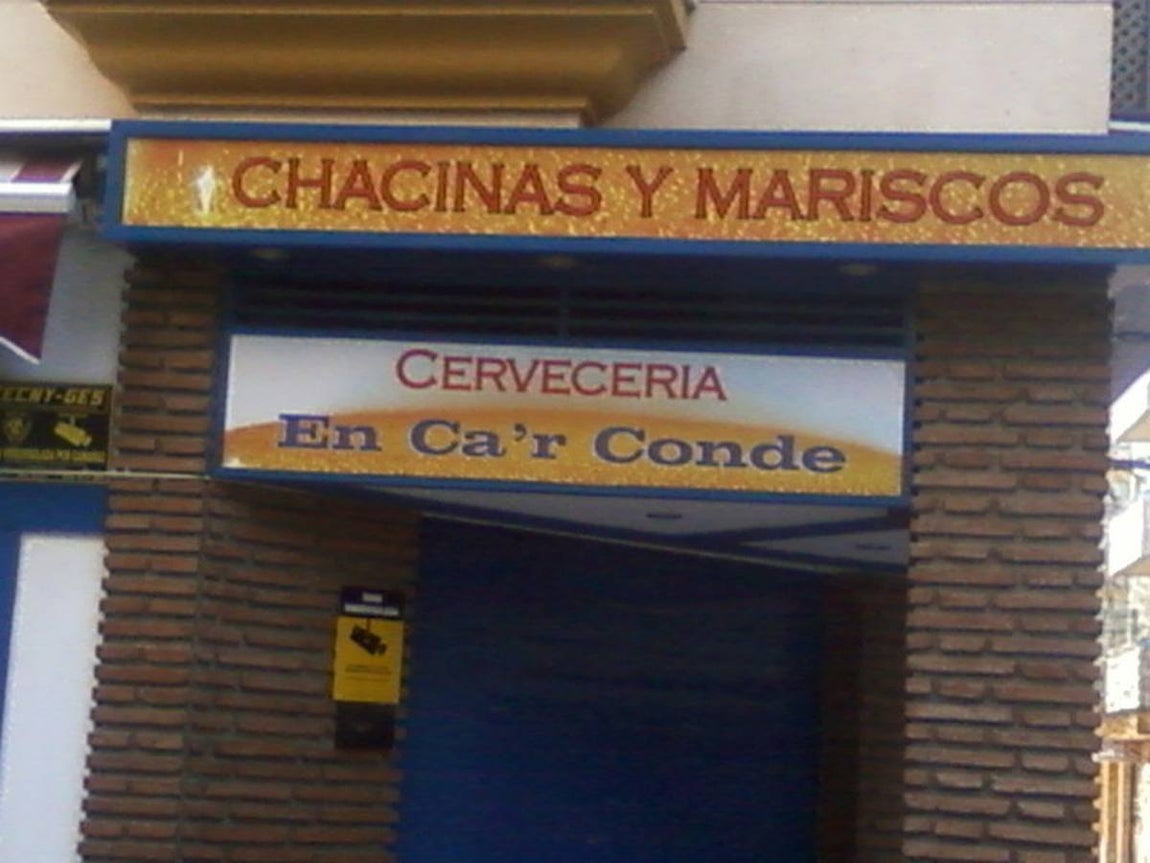 CHACINAS Y MARISCOS
CERVECERIA
En Ca'r Conde